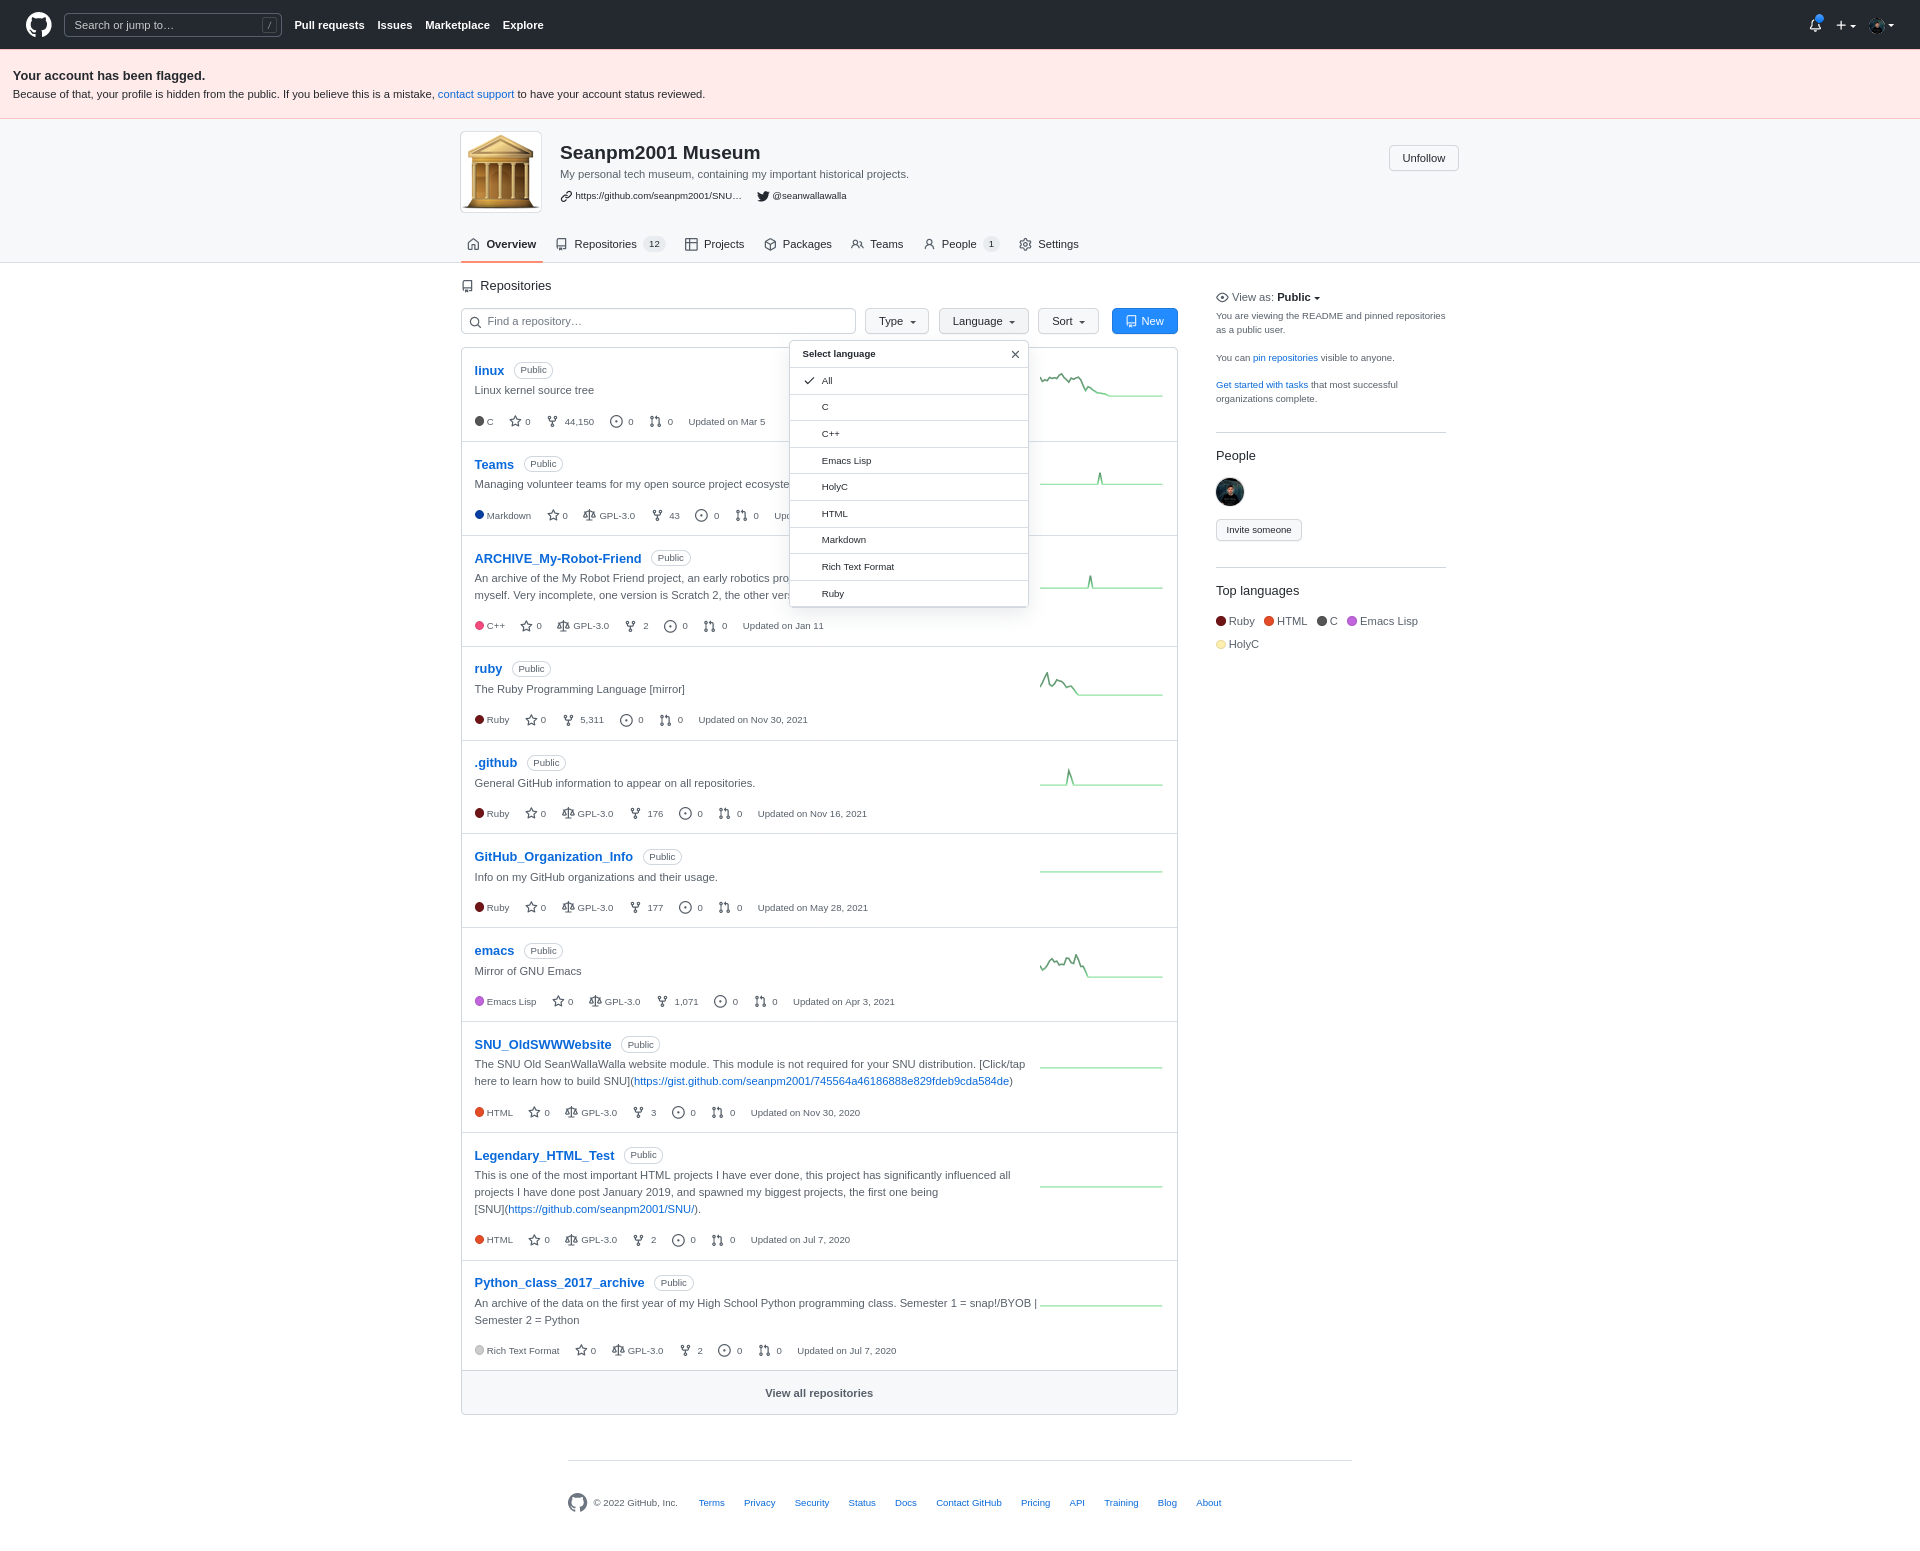 Search or jump to…
/
Pull requests Issues Marketplace Explore
Your account has been flagged.
Because of that, your profile is hidden from the public. If you believe this is a mistake, contact support to have your account status reviewed.
Seanpm2001 Museum
My personal tech museum, containing my important historical projects.
https://github.com/seanpm2001/SNU… @seanwallawalla
Unfollow
Overview Repositories 12 Projects Packages Teams People 1 Settings
Repositories
Find a repository…
Type Language Sort New
Select language
All
C
C++
Emacs Lisp
HolyC
HTML
Markdown
Rich Text Format
Ruby
linux Public
Linux kernel source tree
C 0 44,150 0 0 Updated on Mar 5
Teams Public
Managing volunteer teams for my open source project ecosyste
Markdown 0 GPL-3.0 43 0 0 Upd
ARCHIVE_My-Robot-Friend Public
An archive of the My Robot Friend project, an early robotics pro
myself. Very incomplete, one version is Scratch 2, the other vers
C++ 0 GPL-3.0 2 0 0 Updated on Jan 11
ruby Public
The Ruby Programming Language [mirror]
Ruby 0 5,311 0 0 Updated on Nov 30, 2021
.github Public
General GitHub information to appear on all repositories.
Ruby 0 GPL-3.0 176 0 0 Updated on Nov 16, 2021
GitHub_Organization_Info Public
Info on my GitHub organizations and their usage.
Ruby 0 GPL-3.0 177 0 0 Updated on May 28, 2021
emacs Public
Mirror of GNU Emacs
Emacs Lisp 0 GPL-3.0 1,071 0 0 Updated on Apr 3, 2021
SNU_OldSWWWebsite Public
The SNU Old SeanWallaWalla website module. This module is not required for your SNU distribution. [Click/tap
here to learn how to build SNU](https://gist.github.com/seanpm2001/745564a46186888e829fdeb9cda584de)
HTML 0 GPL-3.0 3 0 0 Updated on Nov 30, 2020
Legendary_HTML_Test Public
This is one of the most important HTML projects I have ever done, this project has significantly influenced all
projects I have done post January 2019, and spawned my biggest projects, the first one being
[SNU](https://github.com/seanpm2001/SNU/).
HTML 0 GPL-3.0 2 0 0 Updated on Jul 7, 2020
Python_class_2017_archive Public
An archive of the data on the first year of my High School Python programming class. Semester 1 = snap!/BYOB |
Semester 2 = Python
Rich Text Format 0 GPL-3.0 2 0 0 Updated on Jul 7, 2020
View all repositories
View as: Public
You are viewing the README and pinned repositories
as a public user.
You can pin repositories visible to anyone.
Get started with tasks that most successful
organizations complete.
People
Invite someone
Top languages
Ruby HTML C Emacs Lisp
HolyC
© 2022 GitHub, Inc. Terms Privacy Security Status Docs Contact GitHub Pricing API Training Blog About